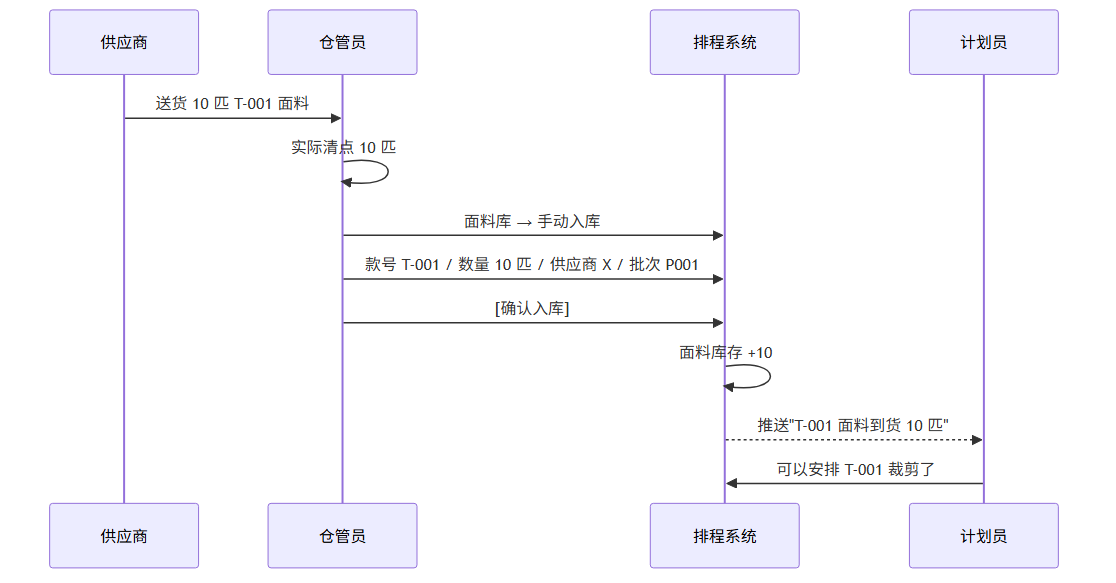 供应商
仓管员
排程系统
计划员
送货 10 匹 T-001 面料
实际清点 10 匹
面料库 → 手动入库
款号 T-001 / 数量 10 匹 / 供应商 X / 批次 P001
[确认入库]
面料库存 +10
推送"T-001 面料到货 10 匹"
可以安排 T-001 裁剪了
供应商
仓管员
排程系统
计划员